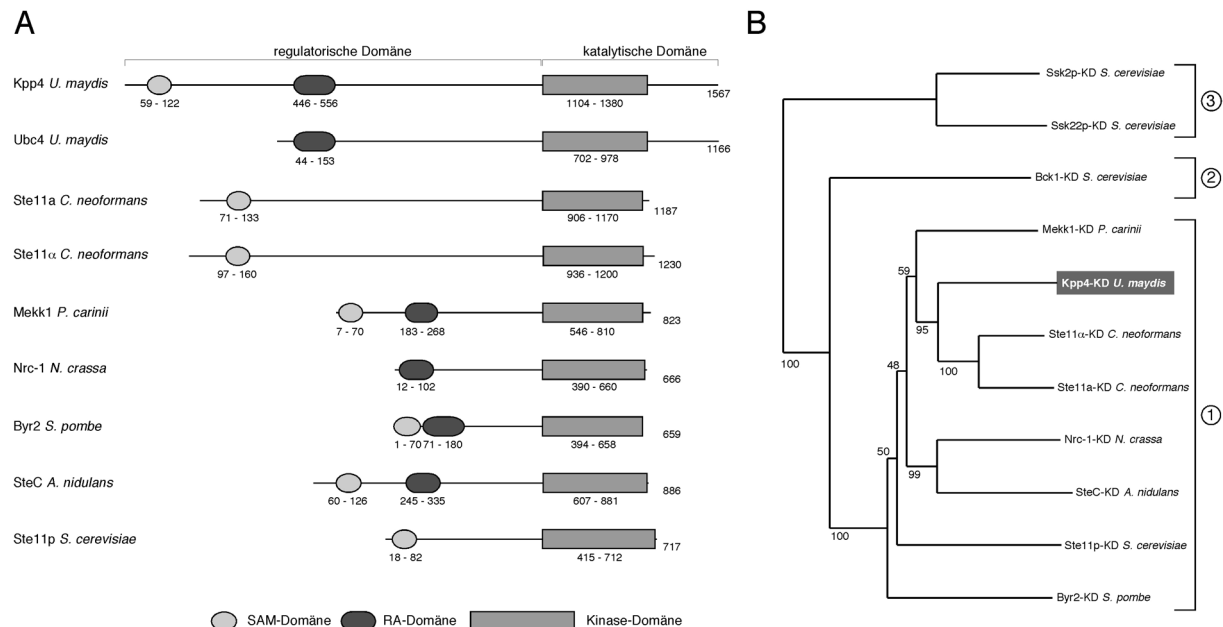 A
regulatorische Domäne
katalytische Domäne
Kpp4 U. maydis
59 - 122
446 - 556
1104 - 1380
1567
Ubc4 U. maydis
44 - 153
702 - 978
1166
Ste11a C. neoformans
71 - 133
906 - 1170
1187
Ste11α C. neoformans
97 - 160
936 - 1200
1230
Mekk1 P. carinii
7 - 70
183 - 268
546 - 810
823
Nrc-1 N. crassa
12 - 102
390 - 660
666
Byr2 S. pombe
1 - 70
71 - 180
394 - 658
659
SteC A. nidulans
60 - 126
245 - 335
607 - 881
886
Ste11p S. cerevisiae
18 - 82
415 - 712
717
SAM-Domäne
RA-Domäne
Kinase-Domäne
B
Ssk2p-KD S. cerevisiae
Ssk22p-KD S. cerevisiae
3
Bck1-KD S. cerevisiae
2
Mekk1-KD P. carinii
59
Kpp4-KD U. maydis
95
Ste11α-KD C. neoformans
100
100
48
Ste11a-KD C. neoformans
1
Nrc-1-KD N. crassa
50
99
SteC-KD A. nidulans
100
Ste11p-KD S. cerevisiae
Byr2-KD S. pombe